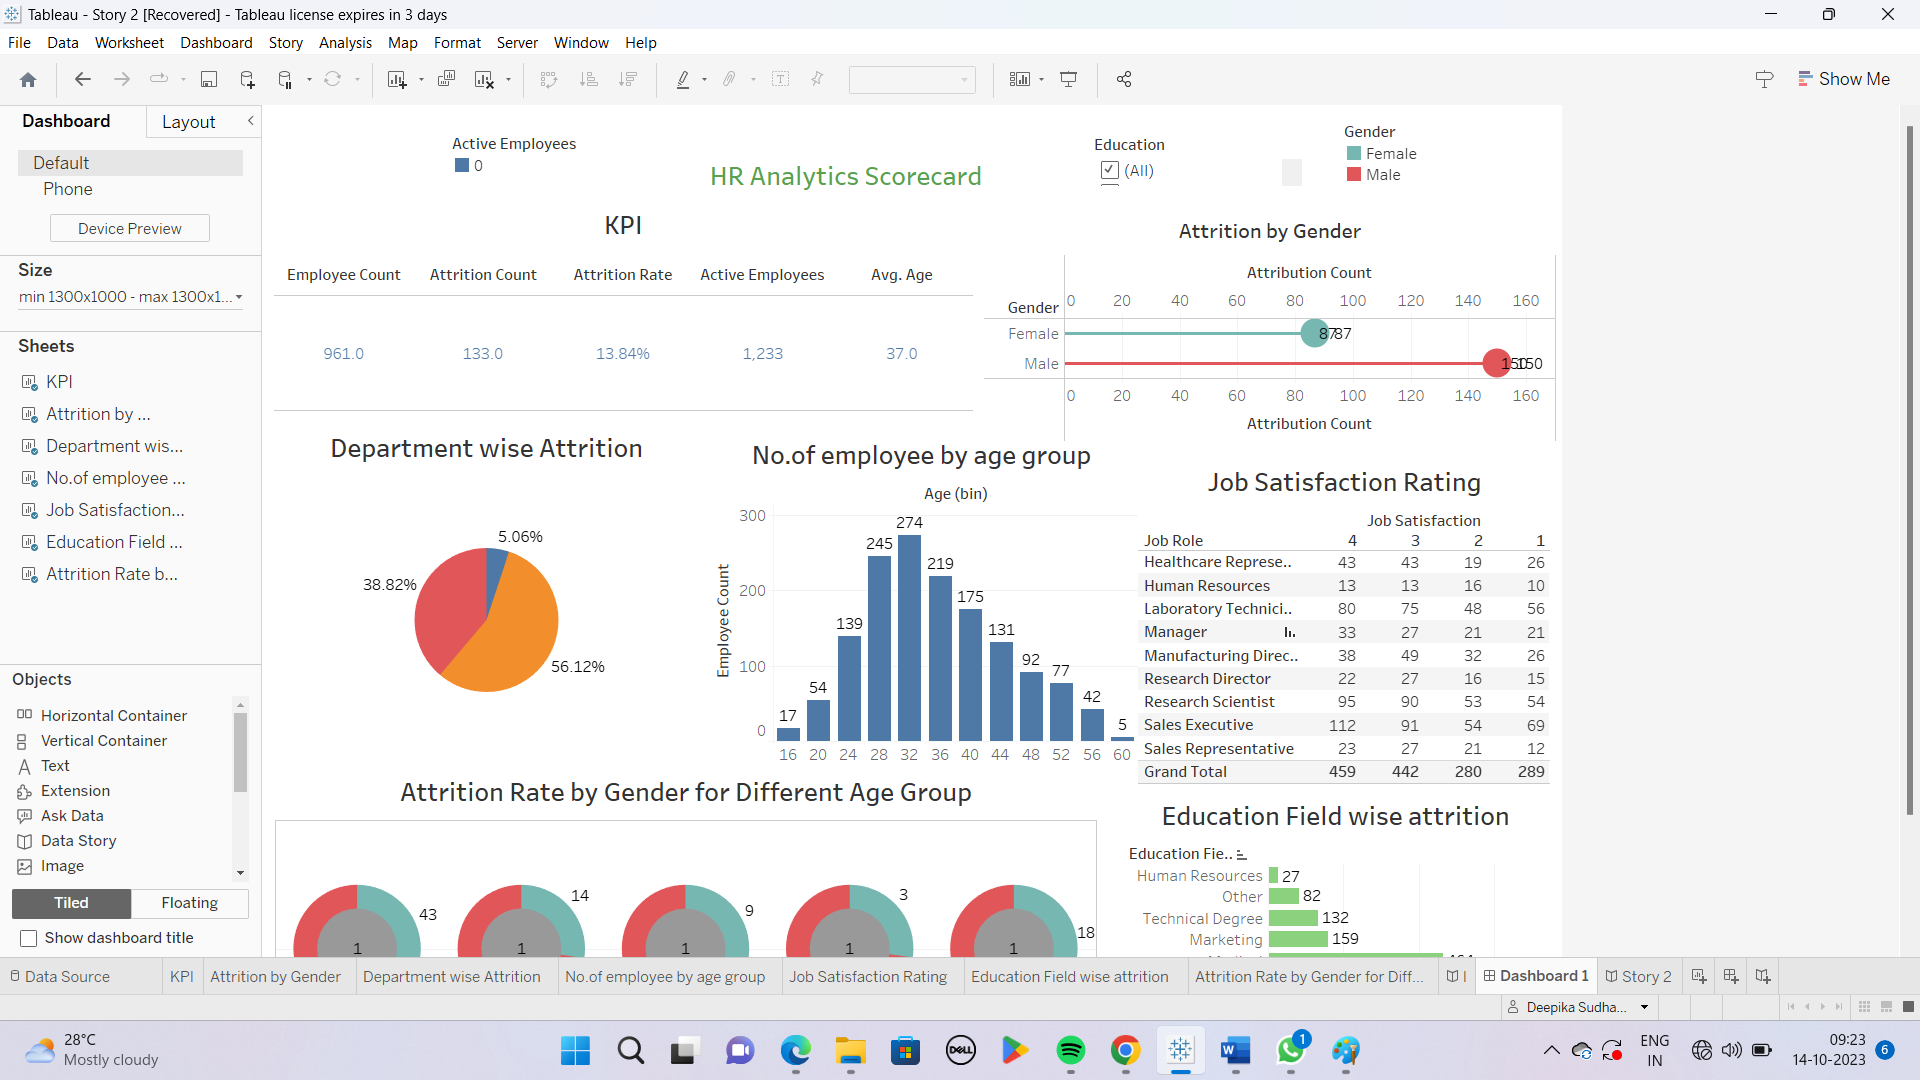 Tableau - Story 2 [Recovered] - Tableau license expires in 3 days
File Data Worksheet Dashboard Story Analysis Map Format Server Window Help
Show Me
Dashboard Layout
Default
Phone
Device Preview
Size
min 1300x1000 - max 1300x1...
Sheets
KPI
Attrition by ...
Department wis...
No.of employee ...
Job Satisfaction...
Education Field ...
Attrition Rate b...
Objects
Horizontal Container
Vertical Container
Text
Extension
Ask Data
Data Story
Image
Tiled Floating
Show dashboard title
Active Employees
0
HR Analytics Scorecard
Education
(All)
Gender
Female
Male
KPI
Employee Count Attrition Count Attrition Rate Active Employees Avg. Age
961.0 133.0 13.84% 1,233 37.0
Attrition by Gender
Attribution Count
Gender 0 20 40 60 80 100 120 140 160
Female 87 87
Male 150 150
0 20 40 60 80 100 120 140 160
Attribution Count
Department wise Attrition
5.06%
38.82%
56.12%
No.of employee by age group
Age (bin)
Employee Count
300
200
100
0
17 54 139 245 274 219 175 131 92 77 42 5
16 20 24 28 32 36 40 44 48 52 56 60
Job Satisfaction Rating
Job Satisfaction
Job Role 4 3 2 1
Healthcare Represe.. 43 43 19 26
Human Resources 13 13 16 10
Laboratory Technici.. 80 75 48 56
Manager 33 27 21 21
Manufacturing Direc.. 38 49 32 26
Research Director 22 27 16 15
Research Scientist 95 90 53 54
Sales Executive 112 91 54 69
Sales Representative 23 27 21 12
Grand Total 459 442 280 289
Attrition Rate by Gender for Different Age Group
43 14 9 3 18
1 1 1 1 1
Education Field wise attrition
Education Fie..
Human Resources 27
Other 82
Technical Degree 132
Marketing 159
Data Source KPI Attrition by Gender Department wise Attrition No.of employee by age group Job Satisfaction Rating Education Field wise attrition Attrition Rate by Gender for Diff... Dashboard 1 Story 2
Deepika Sudha...
28°C
Mostly cloudy
DELL
1
ENG
IN
09:23
14-10-2023
6